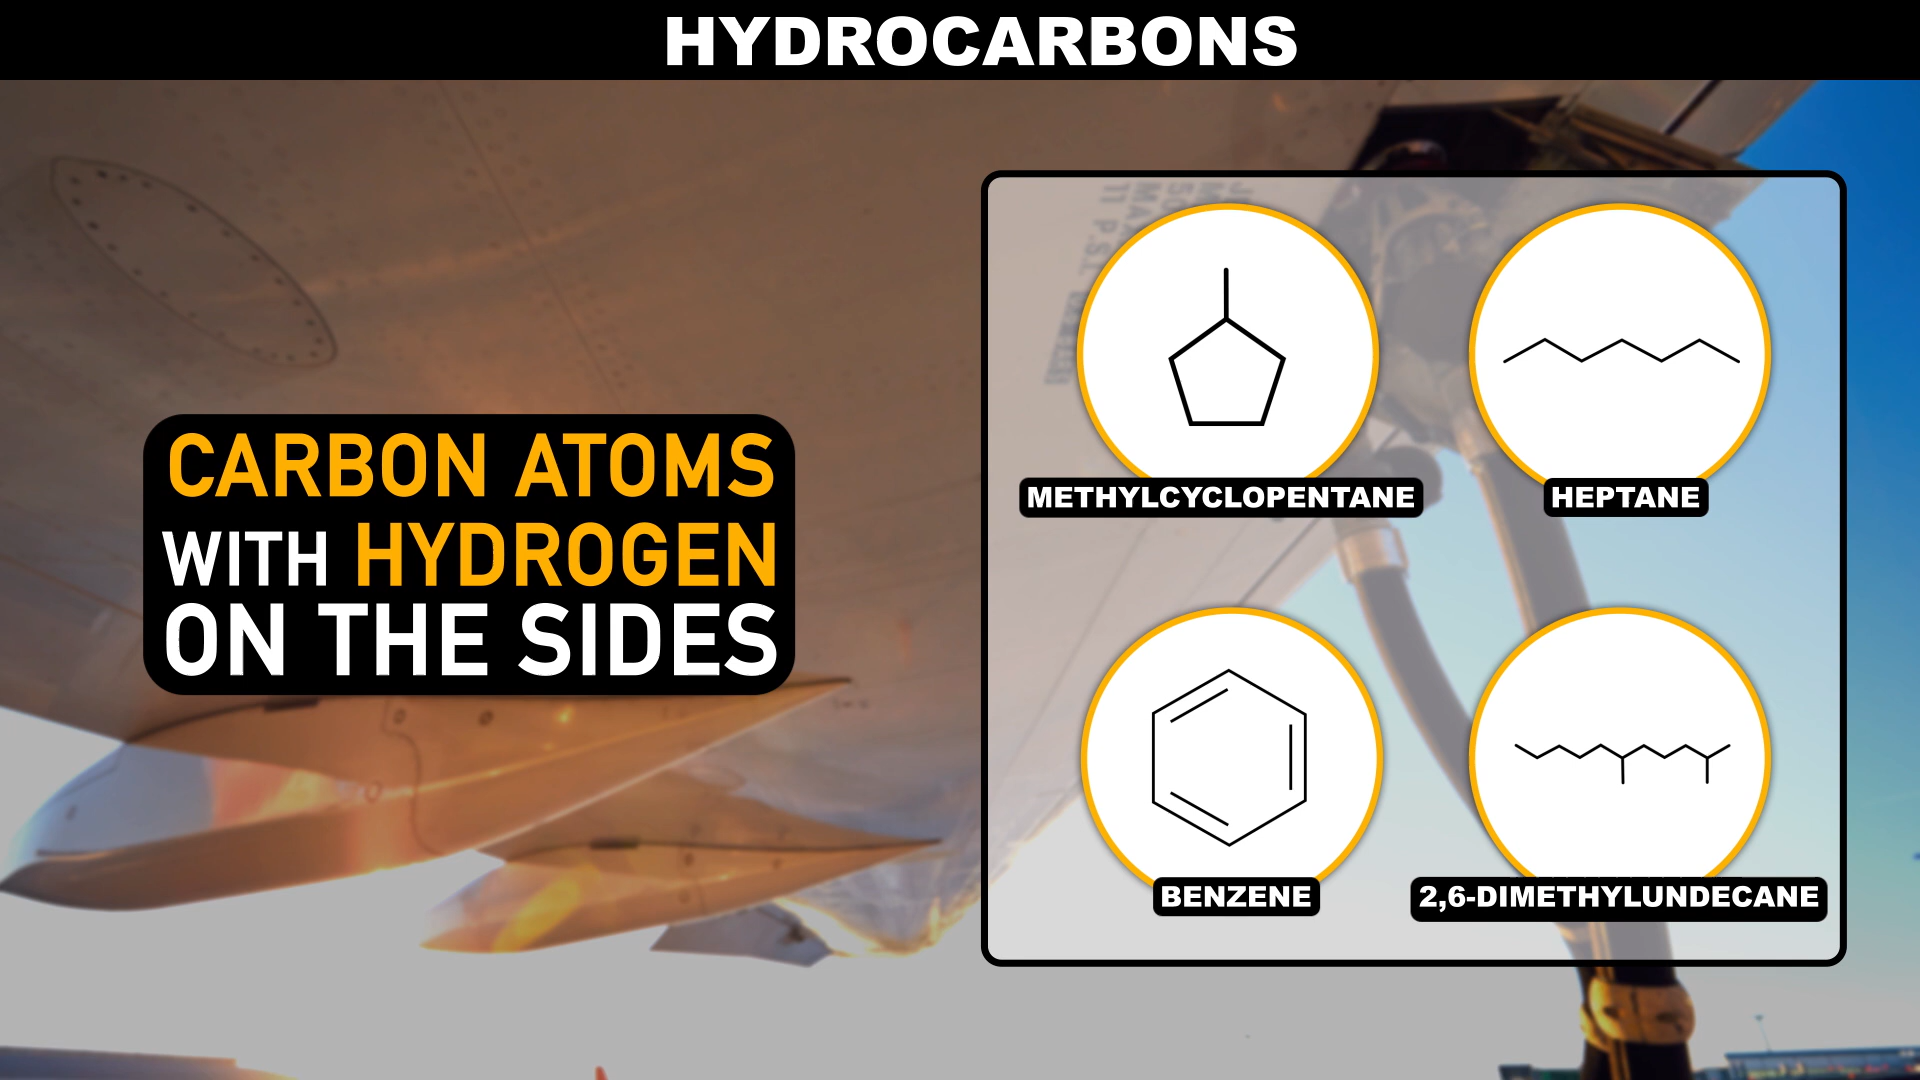 HYDROCARBONS
CARBON ATOMS
WITH HYDROGEN
ON THE SIDES
METHYLCYCLOPENTANE
HEPTANE
BENZENE
2,6-DIMETHYLUNDECANE